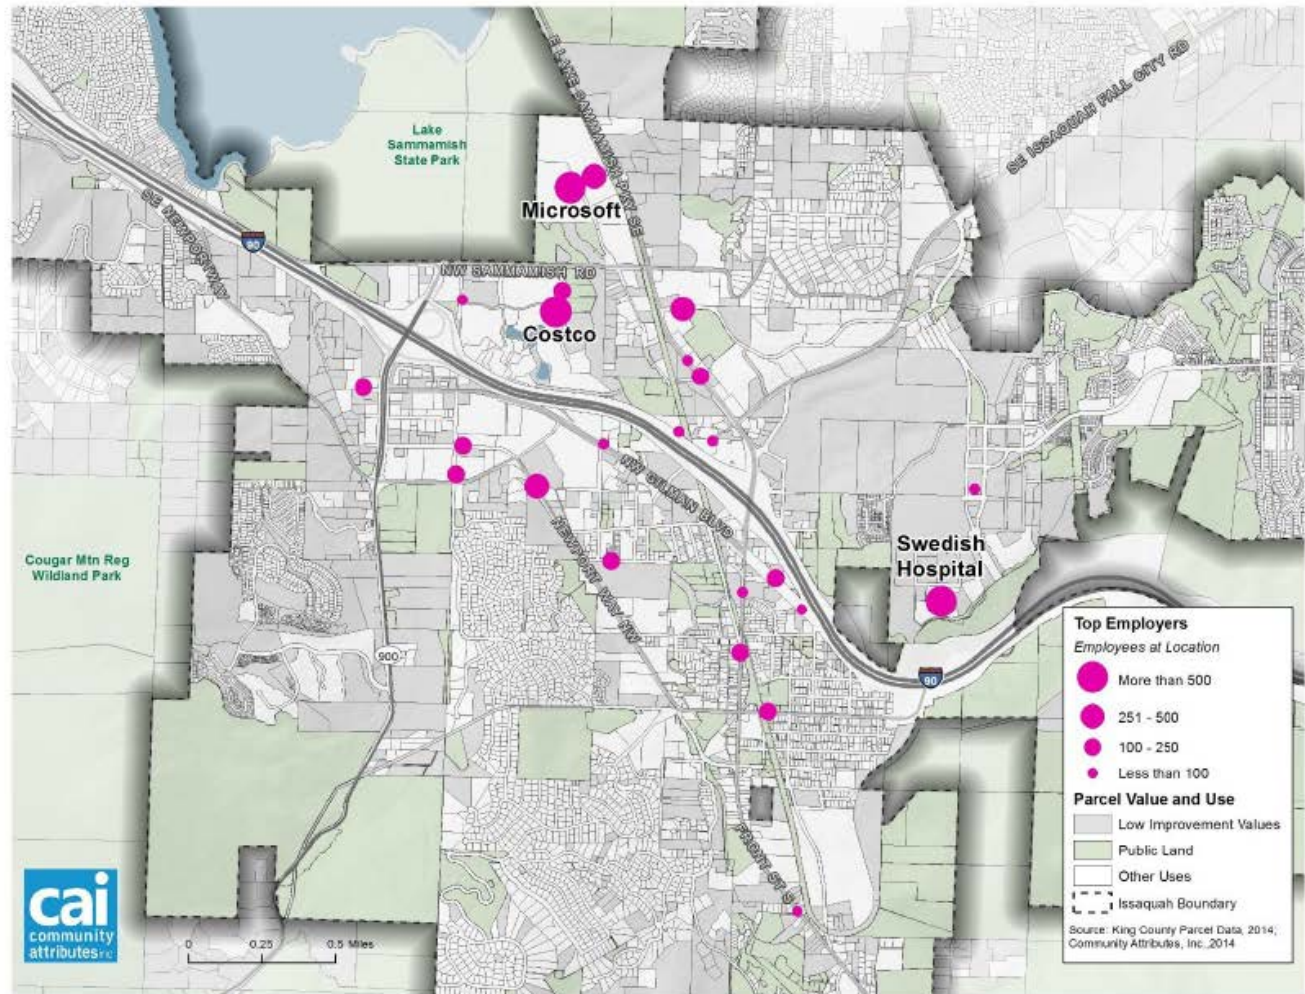 E LAKE SAMMAMISH PKWY SE
SE ISSAQUAH FALL CITY RD
Lake
Sammamish
State Park
SE NEWPORT WAY
90
Microsoft
NW SAMMAMISH RD
Costco
NW GILMAN BLVD
Cougar Mtn Reg
Wildland Park
NEWPORT WAY NW
Swedish
Hospital
900
90
FRONT ST S
Top Employers
Employees at Location
More than 500
251 - 500
100 - 250
Less than 100
Parcel Value and Use
Low Improvement Values
Public Land
Other Uses
Issaquah Boundary
Source: King County Parcel Data, 2014;
Community Attributes, Inc.,2014
cai
community
attributes inc
0 0.25 0.5 Miles